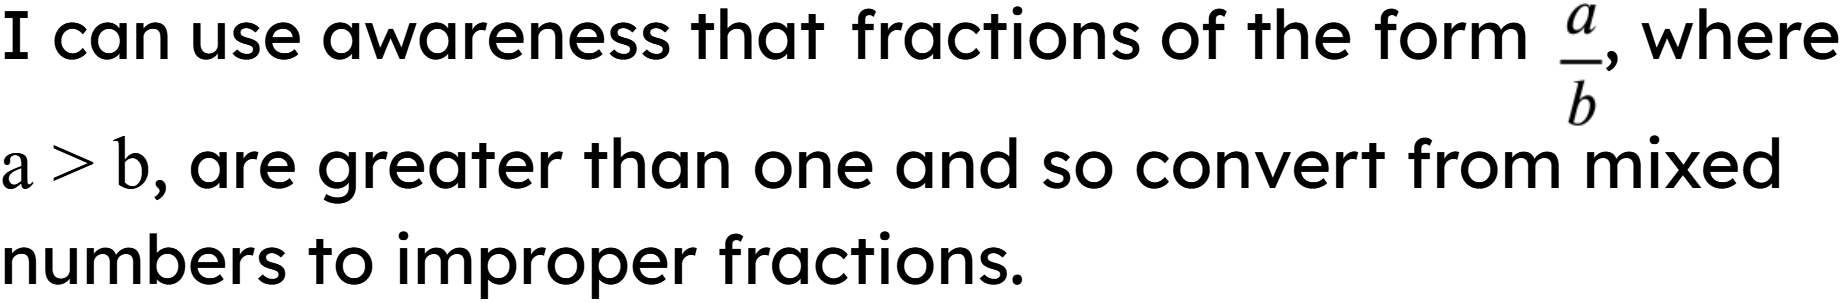 I can use awareness that fractions of the form a/b, where
a > b, are greater than one and so convert from mixed
numbers to improper fractions.